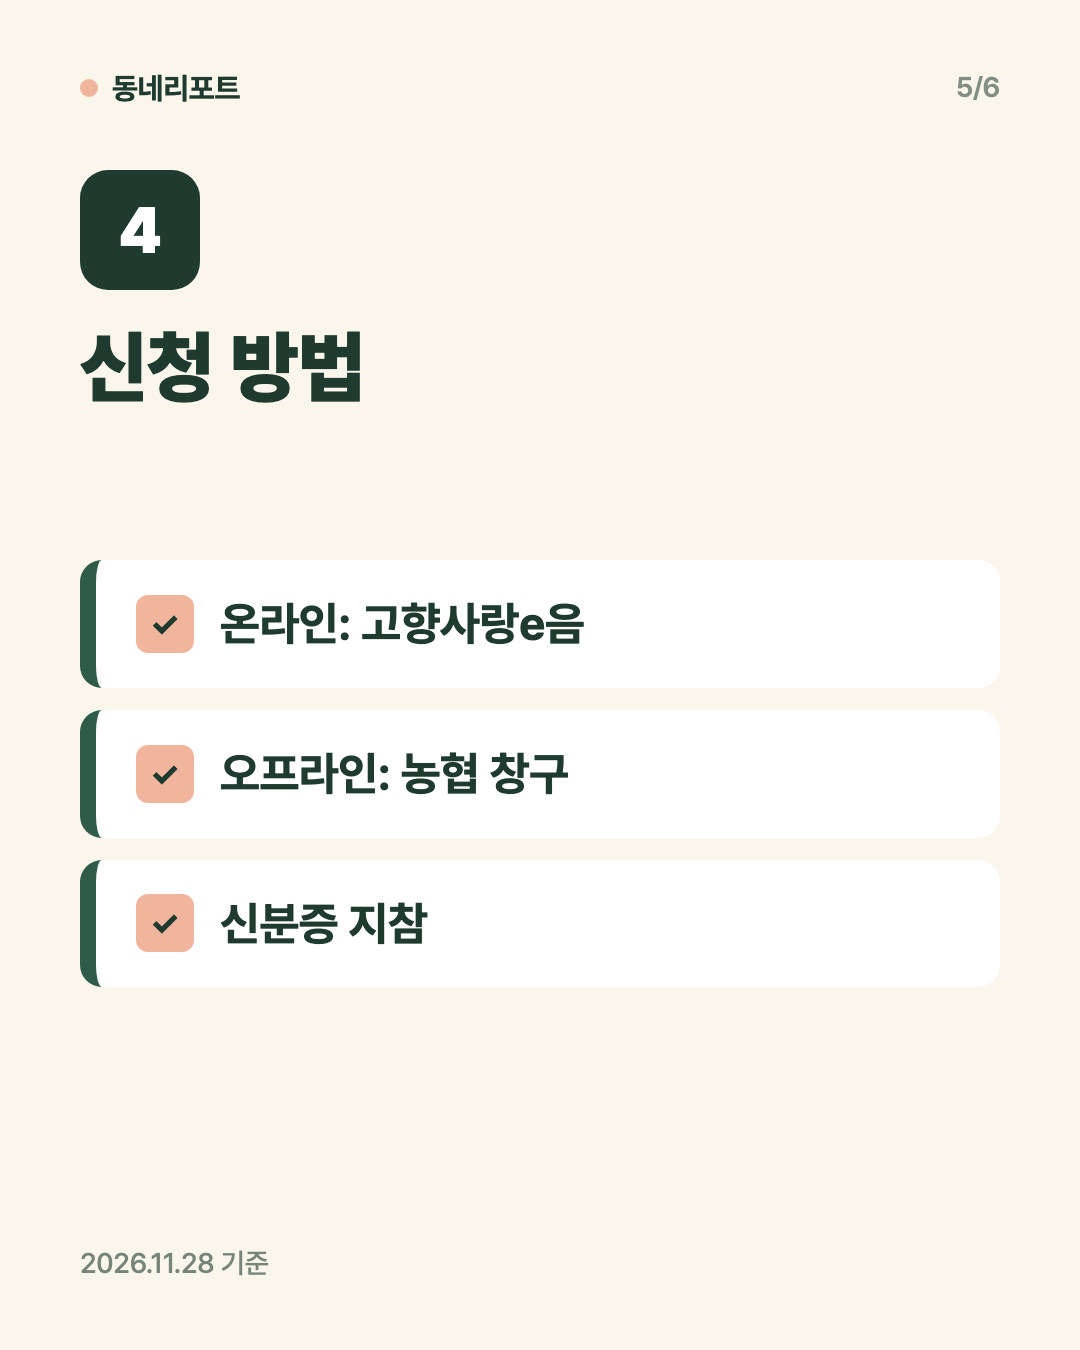 동네리포트
5/6
4
신청 방법
온라인: 고향사랑e음
오프라인: 농협 창구
신분증 지참
2026.11.28 기준